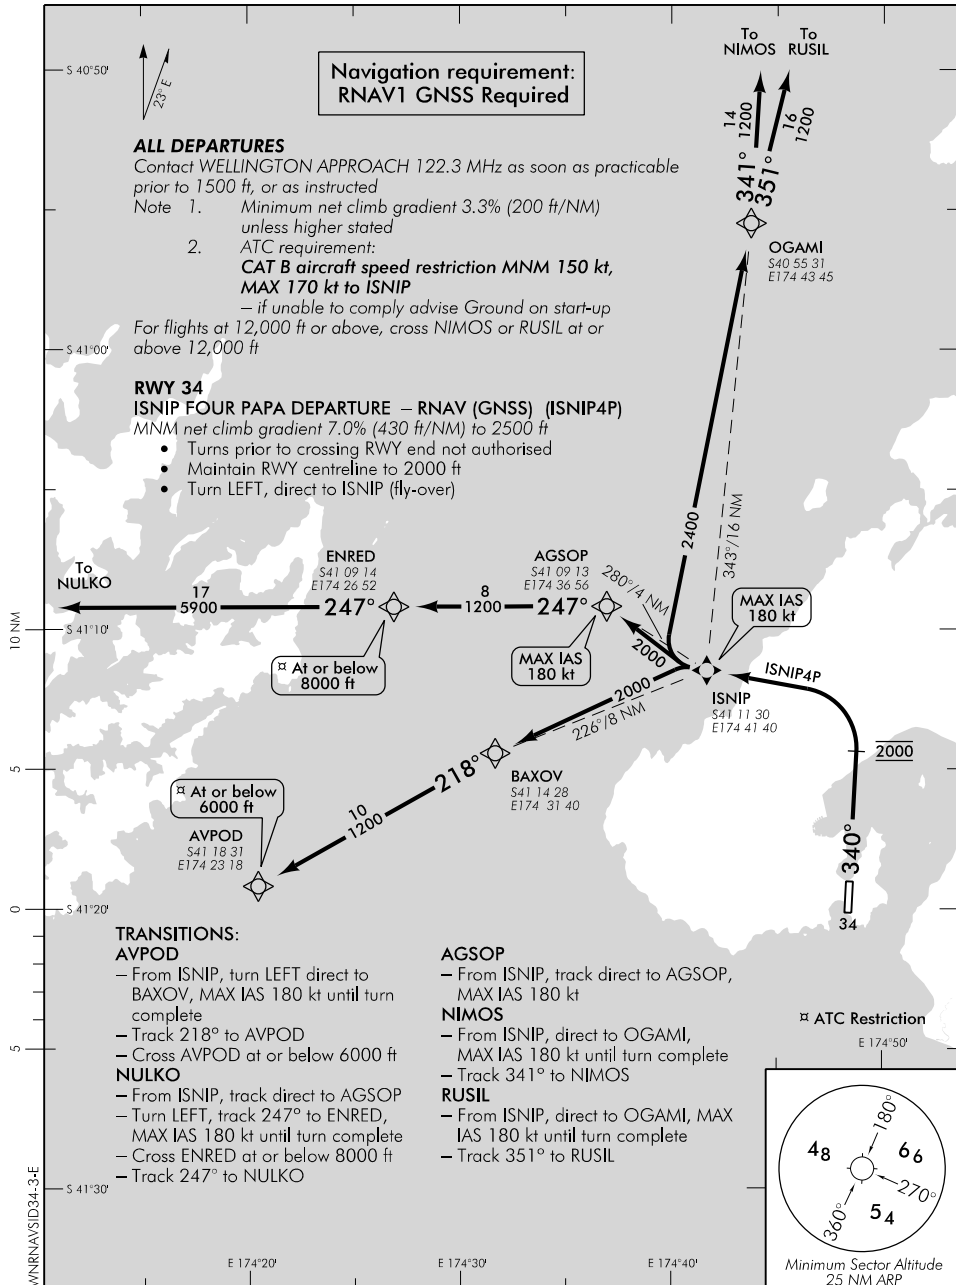 To
NIMOS
To
RUSIL
S 40°50'
23° E
Navigation requirement:
RNAV1 GNSS Required
14
1200
16
1200
341°
351°
ALL DEPARTURES
Contact WELLINGTON APPROACH 122.3 MHz as soon as practicable
prior to 1500 ft, or as instructed
Note 1. Minimum net climb gradient 3.3% (200 ft/NM)
unless higher stated
2. ATC requirement:
CAT B aircraft speed restriction MNM 150 kt,
MAX 170 kt to ISNIP
– if unable to comply advise Ground on start-up
For flights at 12,000 ft or above, cross NIMOS or RUSIL at or
above 12,000 ft
OGAMI
S40 55 31
E174 43 45
S 41°00'
RWY 34
ISNIP FOUR PAPA DEPARTURE – RNAV (GNSS) (ISNIP4P)
MNM net climb gradient 7.0% (430 ft/NM) to 2500 ft
• Turns prior to crossing RWY end not authorised
• Maintain RWY centreline to 2000 ft
• Turn LEFT, direct to ISNIP (fly-over)
2400
343°/16 NM
To
NULKO
17
5900
ENRED
S41 09 14
E174 26 52
247°
8
1200
AGSOP
S41 09 13
E174 36 56
247°
280°/4 NM
2000
MAX IAS
180 kt
10 NM
S 41°10'
¤ At or below
8000 ft
MAX IAS
180 kt
ISNIP4P
ISNIP
S41 11 30
E174 41 40
2000
226°/8 NM
2000
5
218°
BAXOV
S41 14 28
E174 31 40
¤ At or below
6000 ft
10
1200
AVPOD
S41 18 31
E174 23 18
340°
34
0
S 41°20'
TRANSITIONS:
AVPOD
– From ISNIP, turn LEFT direct to
BAXOV, MAX IAS 180 kt until turn
complete
– Track 218° to AVPOD
– Cross AVPOD at or below 6000 ft
NULKO
– From ISNIP, track direct to AGSOP
– Turn LEFT, track 247° to ENRED,
MAX IAS 180 kt until turn complete
– Cross ENRED at or below 8000 ft
– Track 247° to NULKO
AGSOP
– From ISNIP, track direct to AGSOP,
MAX IAS 180 kt
NIMOS
– From ISNIP, direct to OGAMI,
MAX IAS 180 kt until turn complete
– Track 341° to NIMOS
RUSIL
– From ISNIP, direct to OGAMI, MAX
IAS 180 kt until turn complete
– Track 351° to RUSIL
¤ ATC Restriction
E 174°50'
5
S 41°30'
180°
48
66
270°
360°
54
Minimum Sector Altitude
25 NM ARP
E 174°20'
E 174°30'
E 174°40'
WNRNAVSID34-3-E